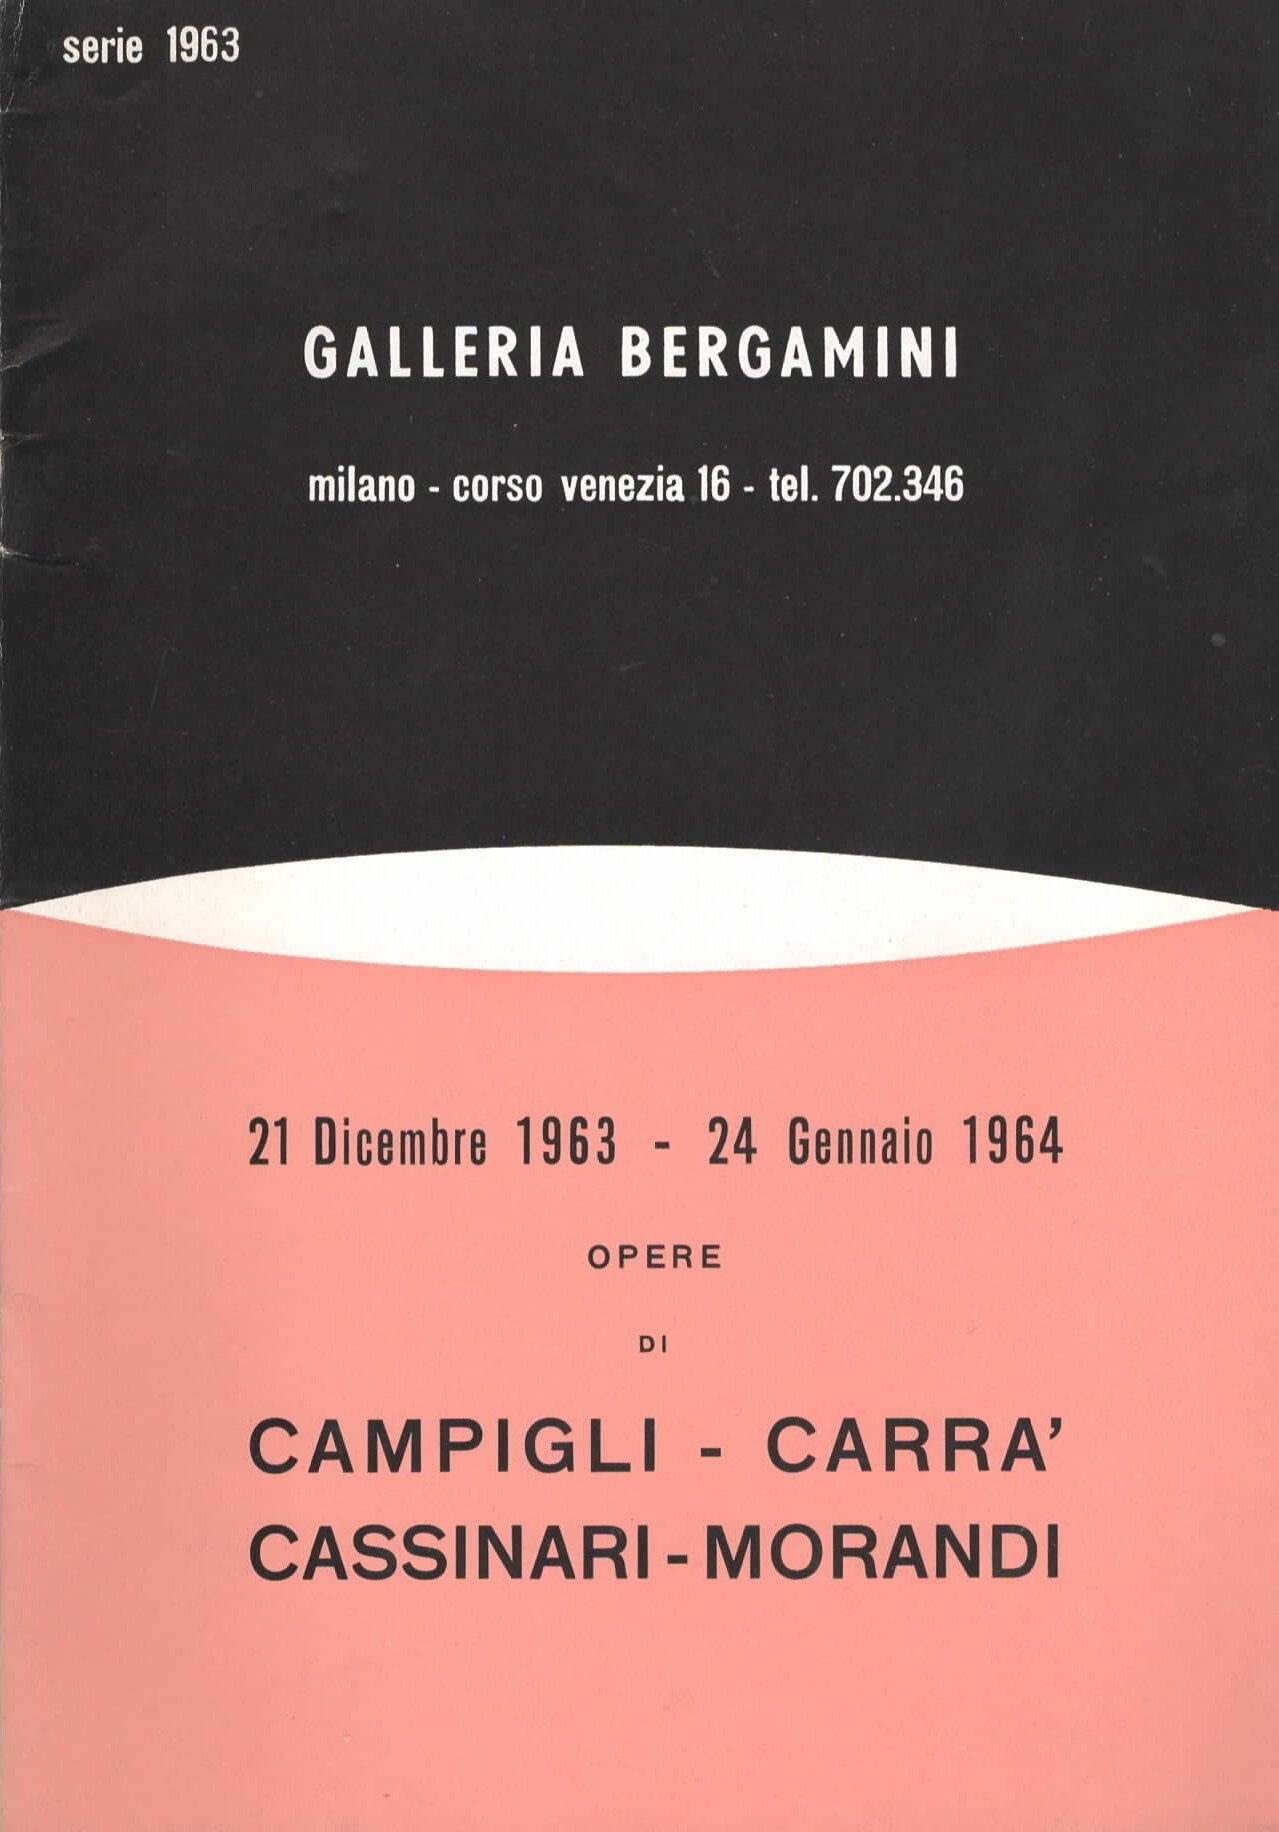 serie 1963
GALLERIA BERGAMINI
milano - corso venezia 16 - tel. 702.346
21 Dicembre 1963 - 24 Gennaio 1964
OPERE
DI
CAMPIGLI - CARRA'
CASSINARI - MORANDI